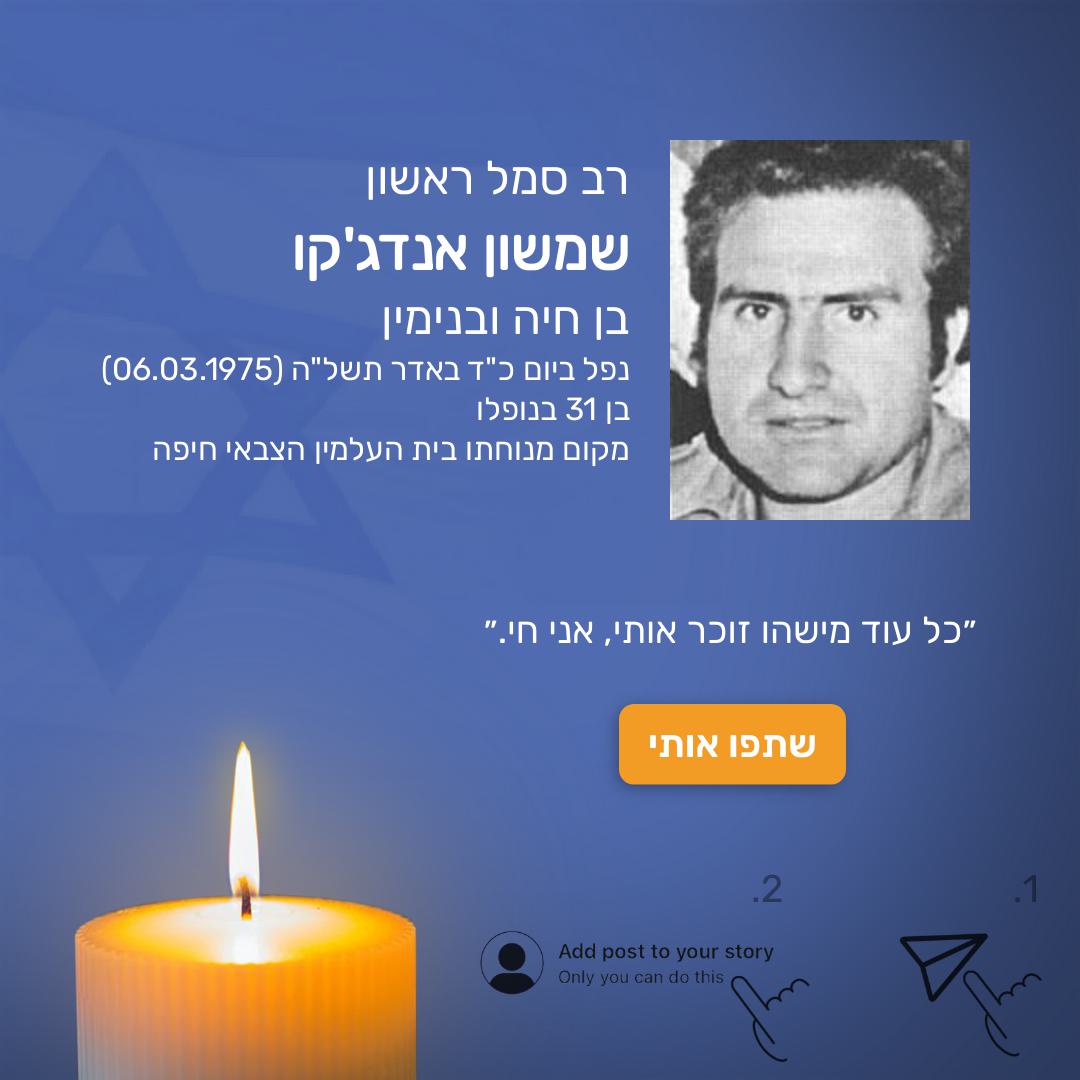 רב סמל ראשון
שמשון אנדג'קו
בן חיה ובנימין
נפל ביום כ"ד באדר תשל"ה (06.03.1975)
בן 31 בנופלו
מקום מנוחתו בית העלמין הצבאי חיפה
״כל עוד מישהו זוכר אותי, אני חי.״
שתפו אותי
1.
2.
Add post to your story
Only you can do this